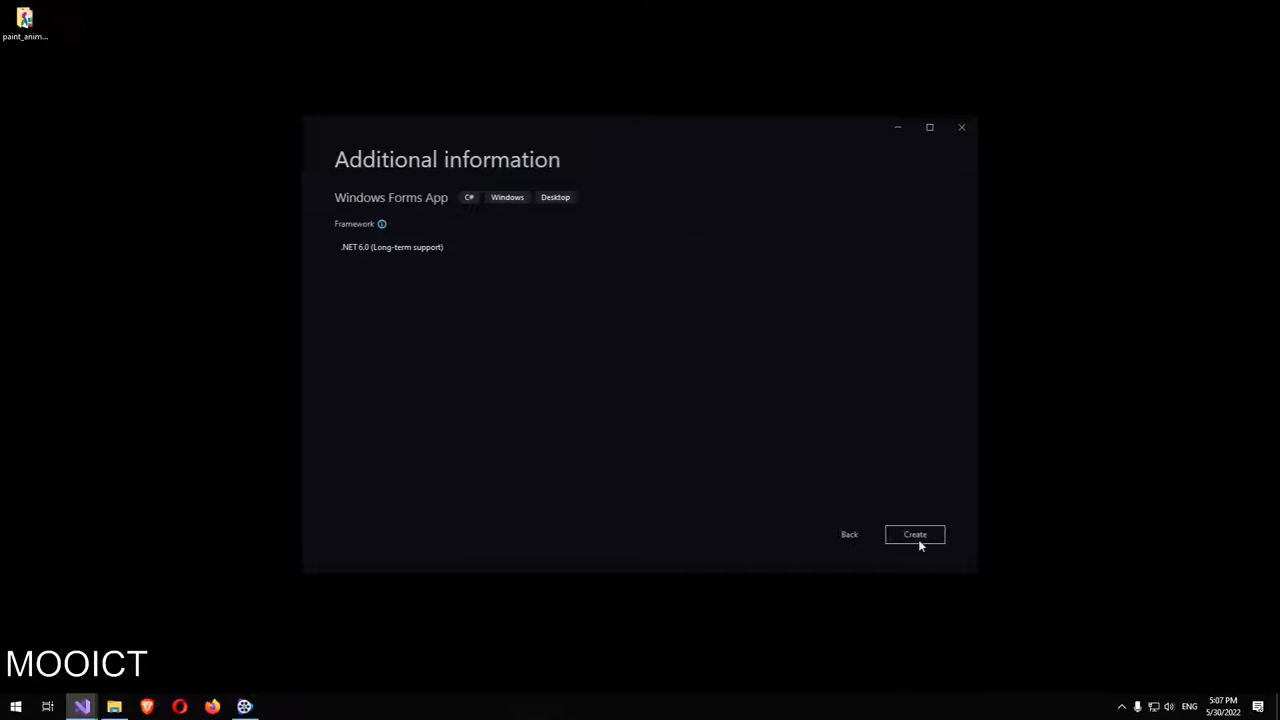 paint_anim...
Additional information
Windows Forms App C# Windows Desktop
Framework
.NET 6.0 (Long-term support)
Back Create
MOOICT
ENG
5:07 PM
5/30/2022